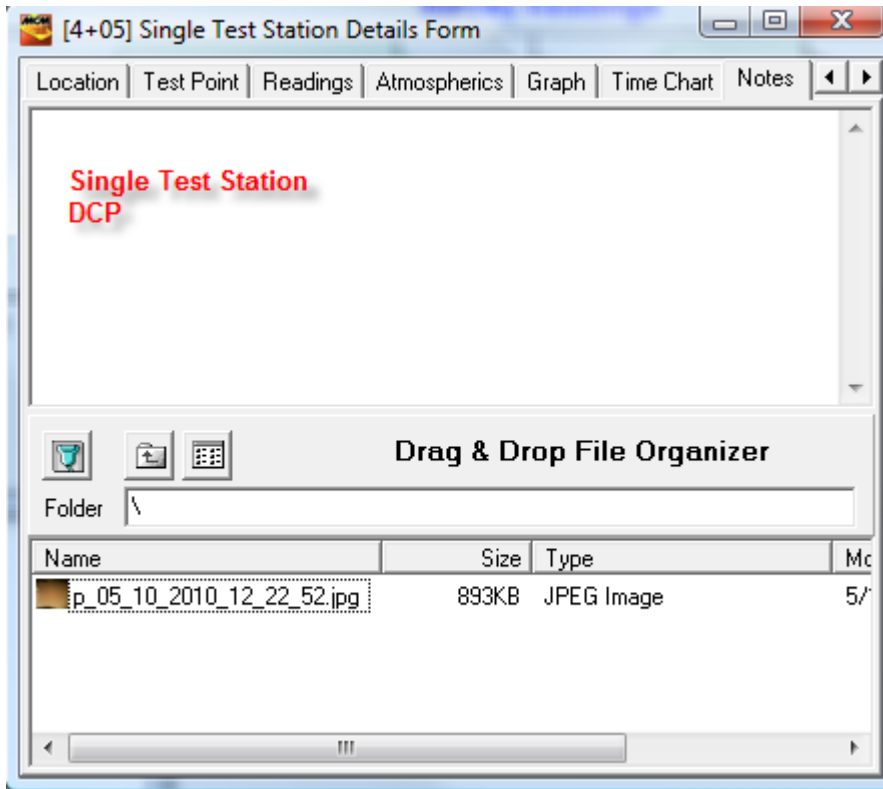 [4+05] Single Test Station Details Form
Location Test Point Readings Atmospherics Graph Time Chart Notes
Single Test Station
DCP
Drag & Drop File Organizer
Folder \
Name Size Type
p_05_10_2010_12_22_52.jpg 893KB JPEG Image